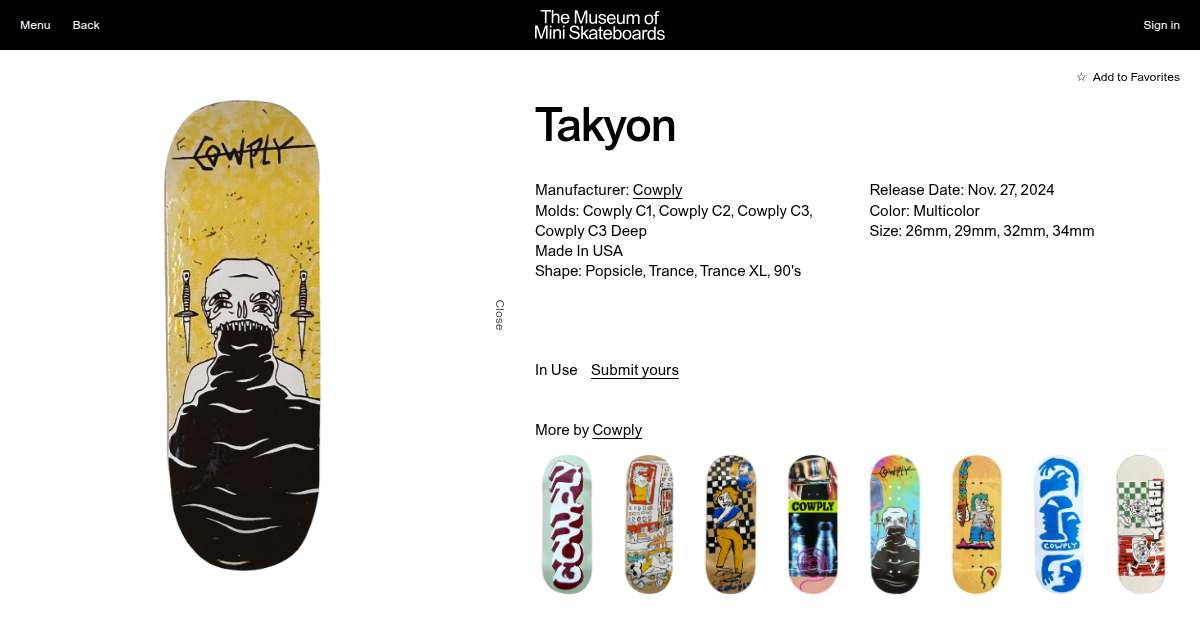 Menu Back
The Museum of
Mini Skateboards
Sign in
☆ Add to Favorites
COWPLY
Takyon
Manufacturer: Cowply
Molds: Cowply C1, Cowply C2, Cowply C3,
Cowply C3 Deep
Made In USA
Shape: Popsicle, Trance, Trance XL, 90's
Release Date: Nov. 27, 2024
Color: Multicolor
Size: 26mm, 29mm, 32mm, 34mm
Close
In Use Submit yours
More by Cowply
COWPLY
COWPLY
COWPLY